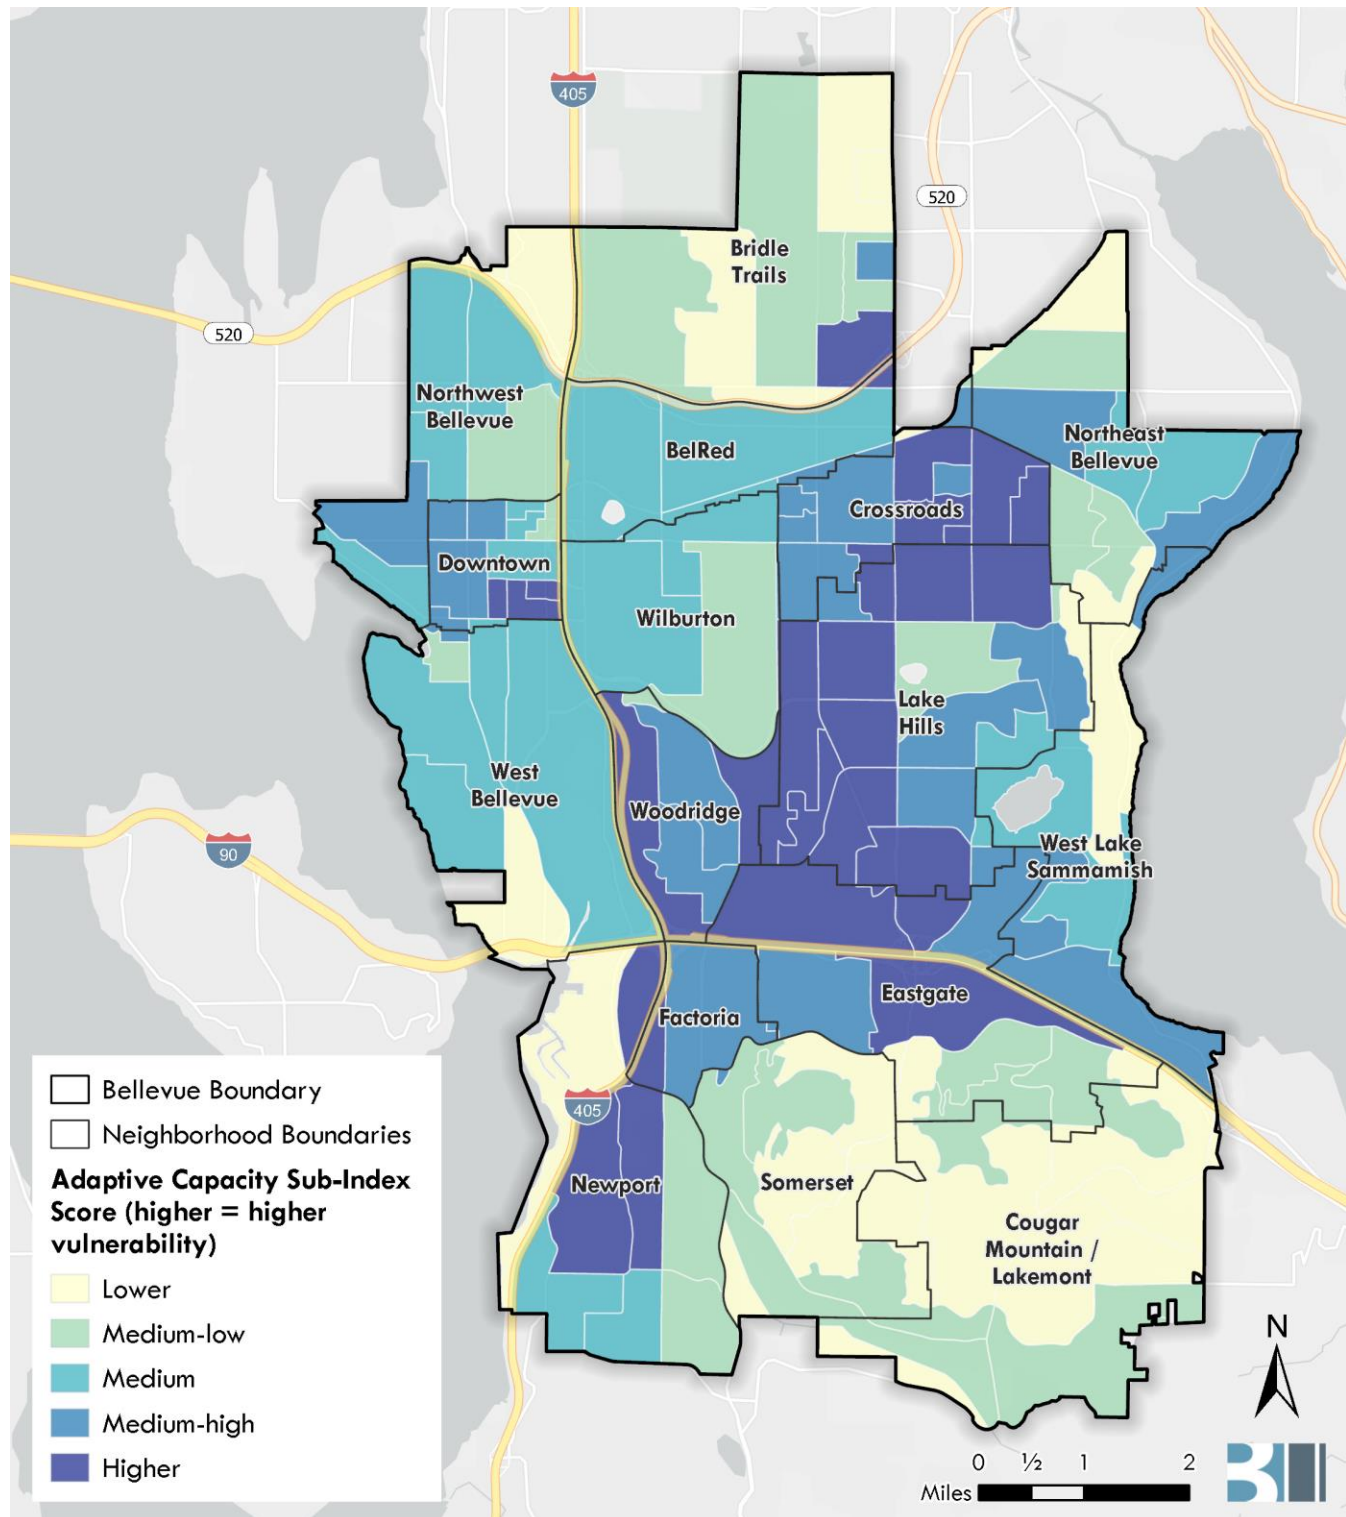 405
520
Bridle
Trails
520
Northwest
Bellevue
Northeast
Bellevue
BelRed
Crossroads
Downtown
Wilburton
Lake
Hills
West
Bellevue
Woodridge
90
West Lake
Sammamish
Eastgate
Factoria
405
Newport
Somerset
Cougar
Mountain /
Lakemont
Bellevue Boundary
Neighborhood Boundaries
Adaptive Capacity Sub-Index
Score (higher = higher
vulnerability)
Lower
Medium-low
Medium
Medium-high
Higher
N
0 ½ 1 2
Miles